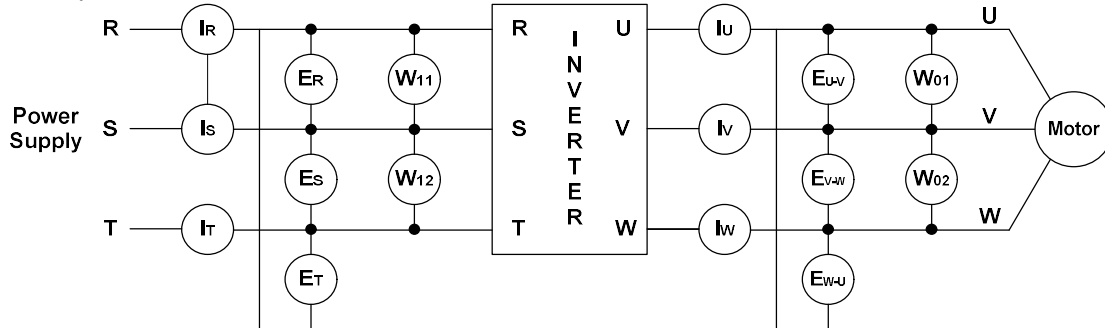 R IR ER W11 R U IU EU-V W01 U
Power Supply S IS ES W12 S INVERTER V IV EV-W W02 V Motor
T IT ET T W IW EW-U W